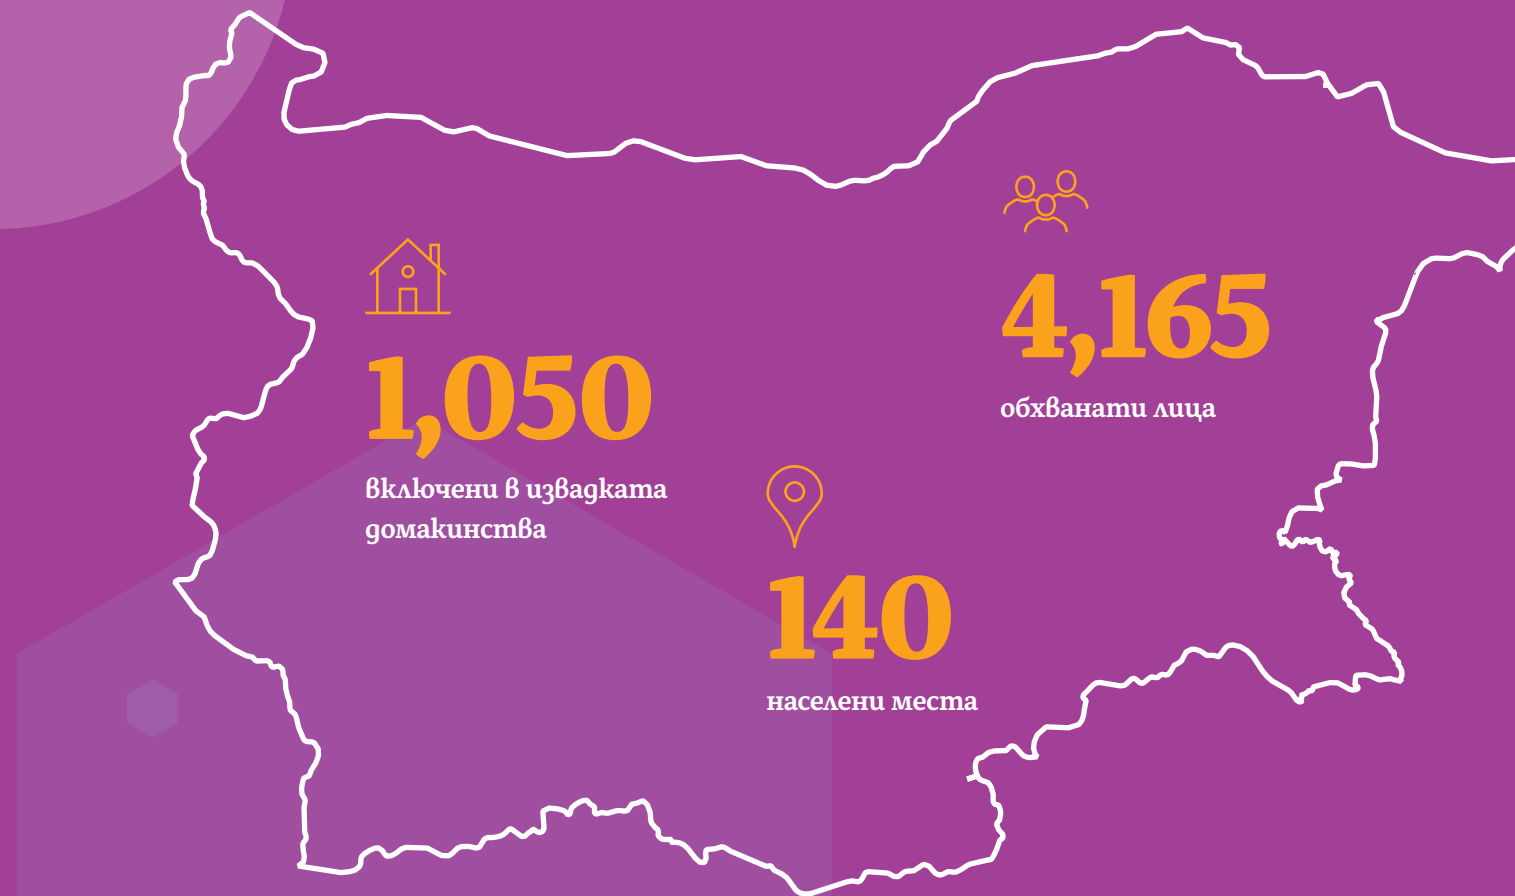 1,050
включени в извадката
домакинства
4,165
обхванати лица
140
населени места